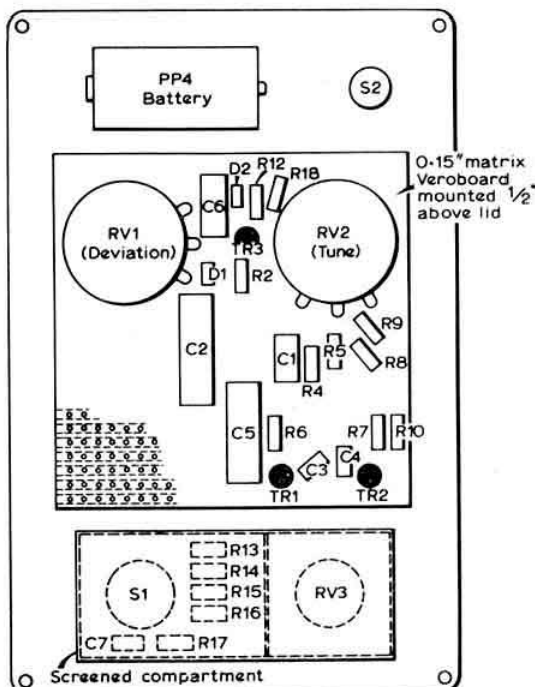 PP4
Battery
S2
D2
R12
R18
0·15" matrix
Veroboard
mounted 1/2"
above lid
C6
RV1
(Deviation)
TR3
RV2
(Tune)
D1
R2
C2
R9
C1
R5
R4
R8
C5
R6
R7
R10
C3
C4
TR1
TR2
R13
R14
S1
R15
RV3
R16
C7
R17
Screened compartment